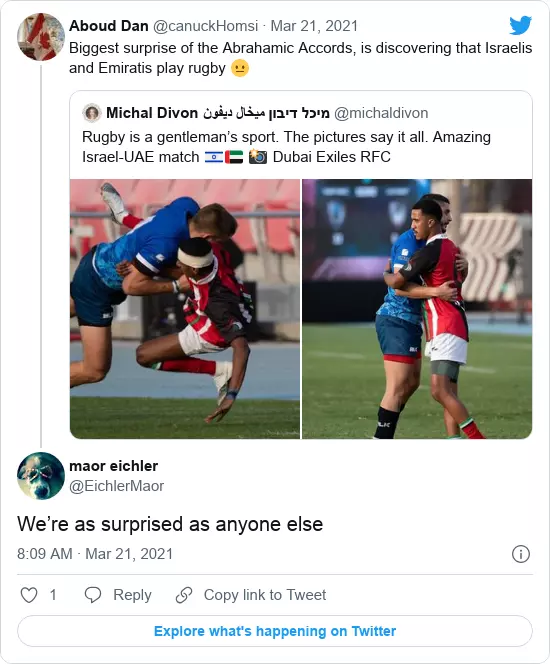 Aboud Dan @canuckHomsi · Mar 21, 2021
Biggest surprise of the Abrahamic Accords, is discovering that Israelis
and Emiratis play rugby 😐
Michal Divon מיכל דיבון ميخال ديفون @michaldivon
Rugby is a gentleman’s sport. The pictures say it all. Amazing
Israel-UAE match 🇮🇱🇦🇪 📸 Dubai Exiles RFC
maor eichler
@EichlerMaor
We’re as surprised as anyone else
8:09 AM · Mar 21, 2021
1 Reply Copy link to Tweet
Explore what's happening on Twitter